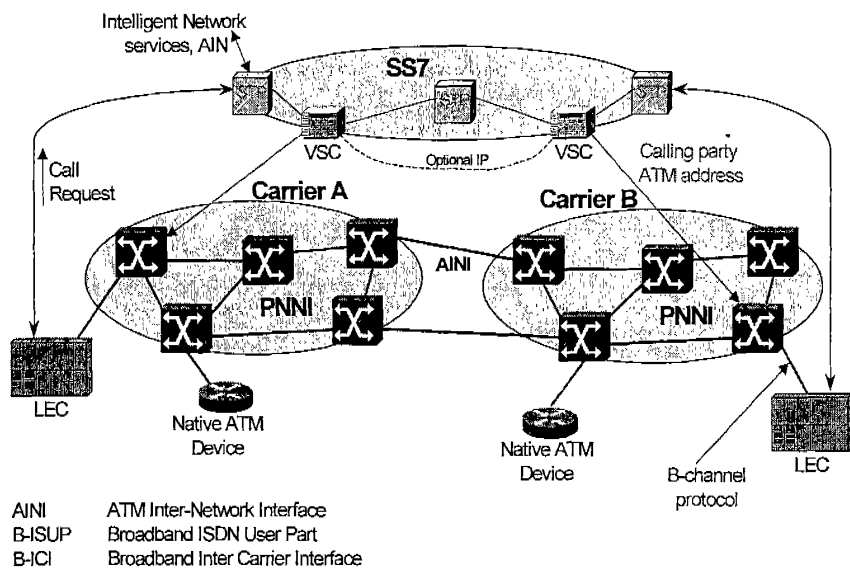 Intelligent Network
services, AIN
SS7
STP
VSC
Optional IP
VSC
Calling party
ATM address
Call
Request
Carrier A
Carrier B
AINI
PNNI
PNNI
LEC
Native ATM
Device
Native ATM
Device
B-channel
protocol
LEC
AINI ATM Inter-Network Interface
B-ISUP Broadband ISDN User Part
B-ICI Broadband Inter Carrier Interface